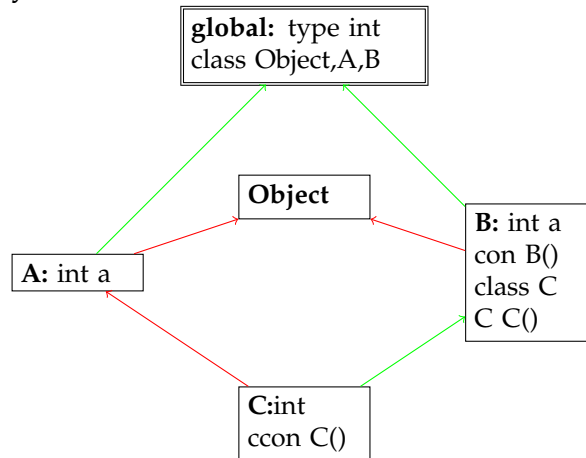 y
global: type int
class Object,A,B
Object
B: int a
con B()
class C
C C()
A: int a
C:int
ccon C()